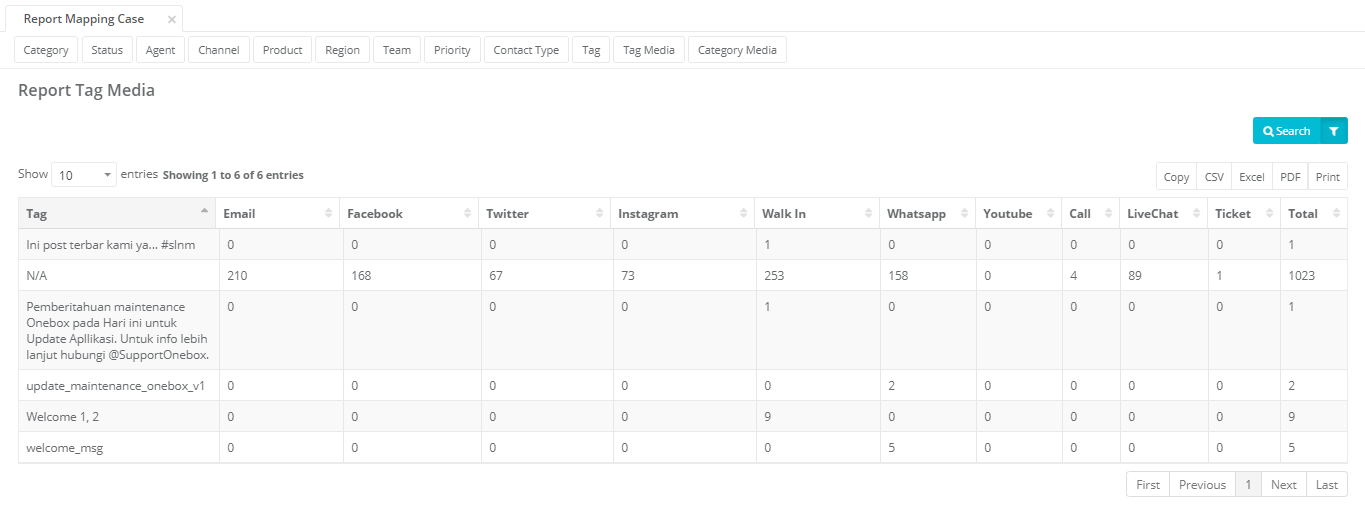 Report Mapping Case ×
Category Status Agent Channel Product Region Team Priority Contact Type Tag Tag Media Category Media
Report Tag Media
Search
Show 10 entries Showing 1 to 6 of 6 entries
Copy CSV Excel PDF Print
Tag Email Facebook Twitter Instagram Walk In Whatsapp Youtube Call LiveChat Ticket Total
Ini post terbar kami ya... #slnm 0 0 0 0 1 0 0 0 0 0 1
N/A 210 168 67 73 253 158 0 4 89 1 1023
Pemberitahuan maintenance 0 0 0 0 1 0 0 0 0 0 1
Onebox pada Hari ini untuk
Update Apllikasi. Untuk info lebih
lanjut hubungi @SupportOnebox.
update_maintenance_onebox_v1 0 0 0 0 0 2 0 0 0 0 2
Welcome 1, 2 0 0 0 0 9 0 0 0 0 0 9
welcome_msg 0 0 0 0 0 5 0 0 0 0 5
First Previous 1 Next Last